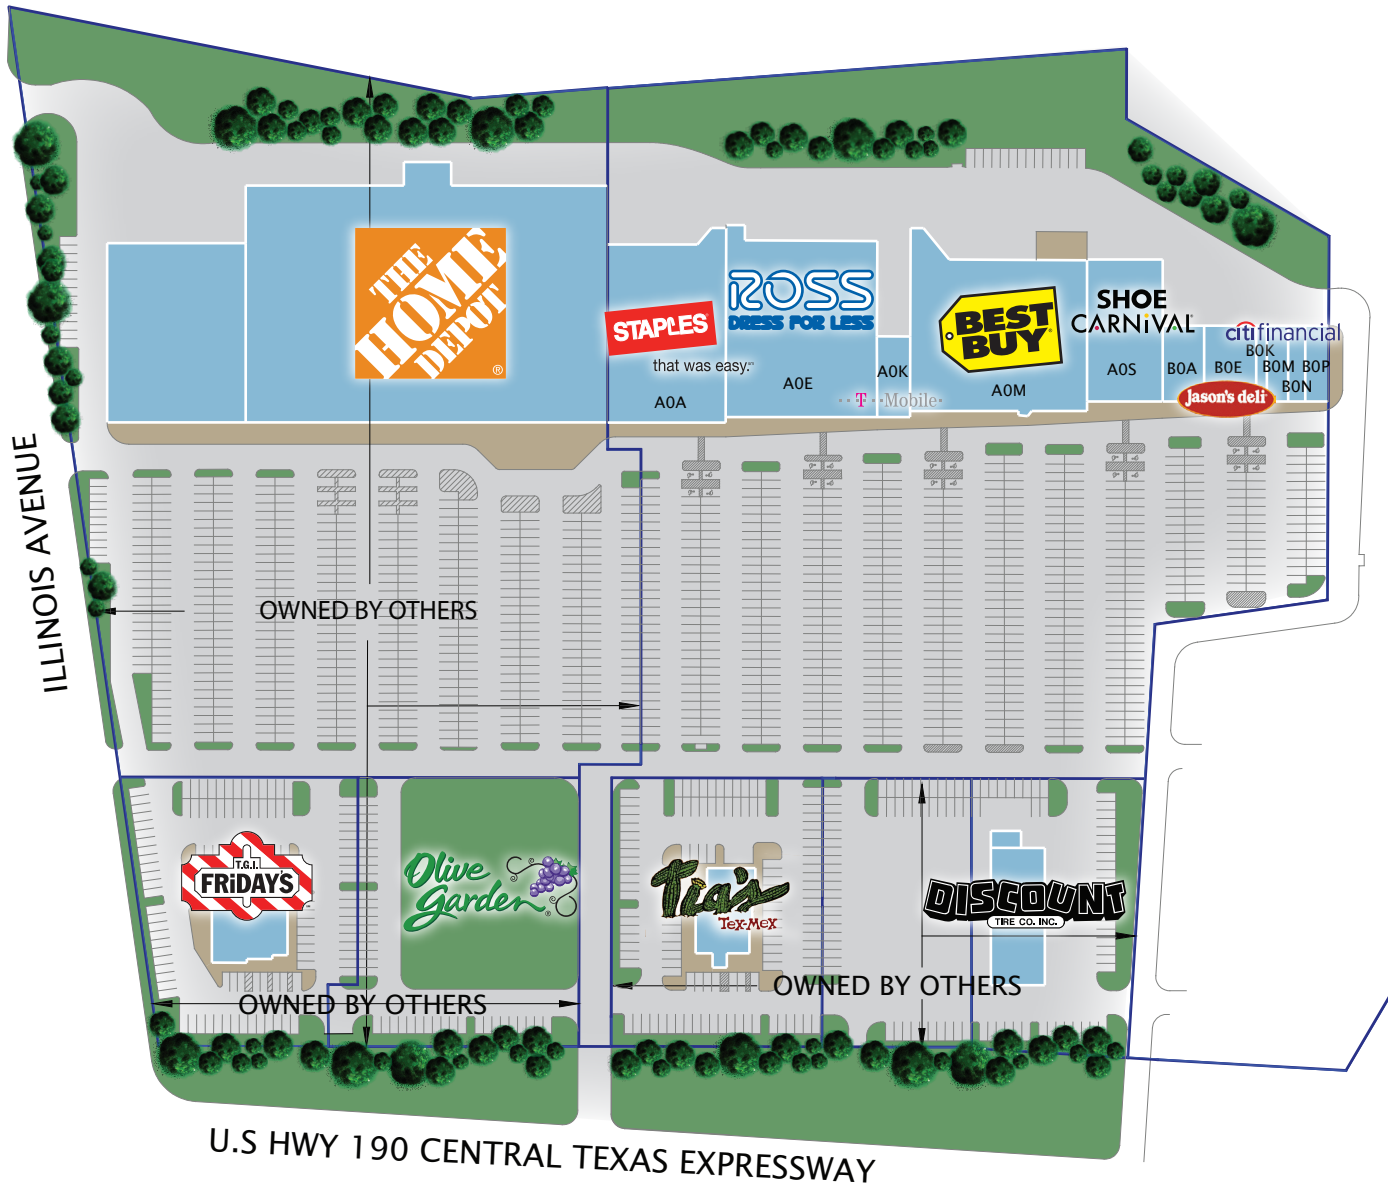 THE
HOME
DEPOT
®
STAPLES
that was easy.
ROSS
DRESS FOR LESS
BEST
BUY
SHOE
CARNiVAL
citifinancial
Jason's deli
T Mobile
A0A
A0E
A0K
A0M
A0S
B0A
B0E
B0K
B0M
B0N
B0P
ILLINOIS AVENUE
OWNED BY OTHERS
T.G.I.
FRiDAY'S
Olive
Garden
Tia's
TEX-MEX
DISCOUNT
TIRE CO. INC.
OWNED BY OTHERS
OWNED BY OTHERS
U.S HWY 190 CENTRAL TEXAS EXPRESSWAY